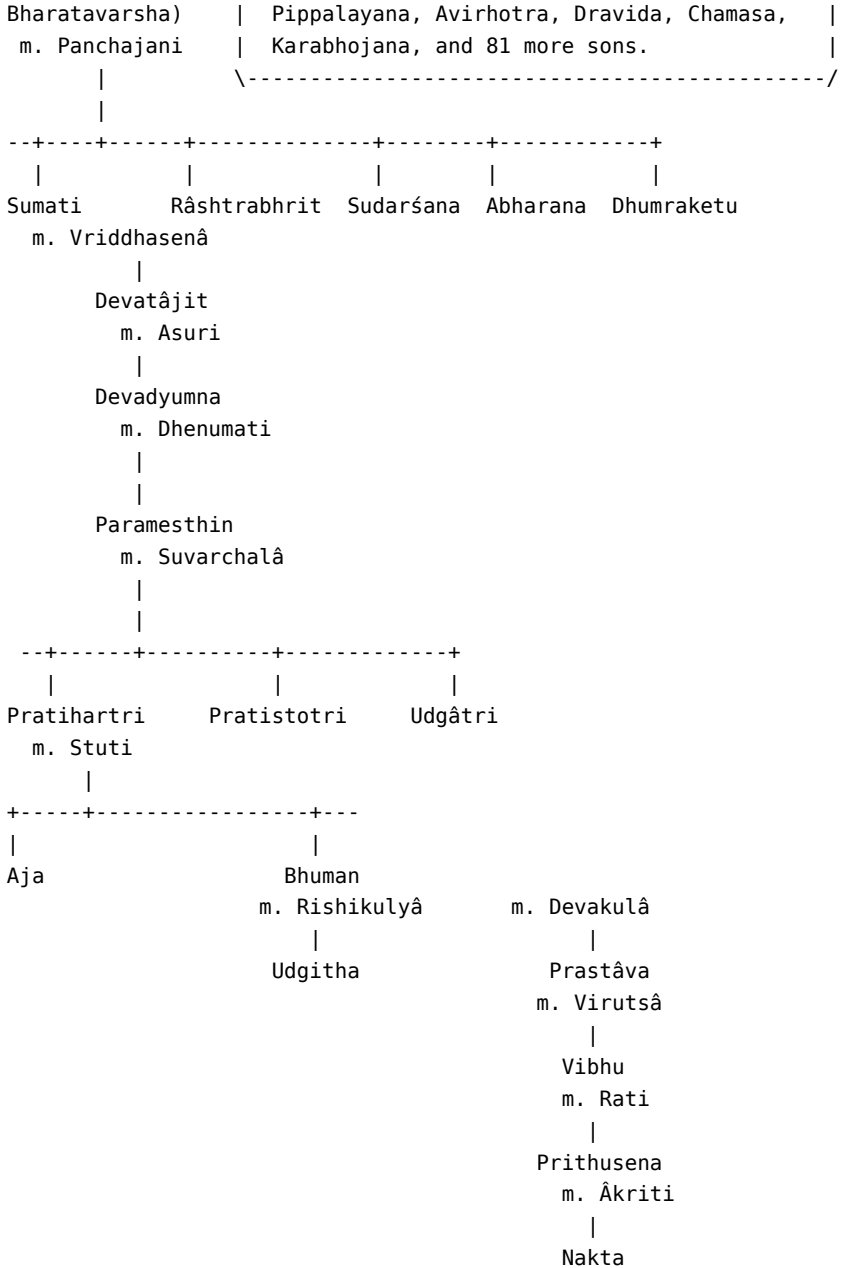 Bharatavarsha)    |  Pippalayana, Avirhotra, Dravida, Chamasa,   |
 m. Panchajani    |  Karabhojana, and 81 more sons.              |
       |          \----------------------------------------------/
       |
--+----+------+--------------+--------+------------+
  |           |              |        |            |
Sumati       Râshtrabhrit  Sudarśana  Abharana  Dhumraketu
  m. Vriddhasenâ
          |
       Devatâjit
         m. Asuri
          |
       Devadyumna
         m. Dhenumati
          |
          |
       Paramesthin
         m. Suvarchalâ
          |
          |
 --+------+----------+-------------+
   |                 |             |
Pratihartri     Pratistotri     Udgâtri
  m. Stuti
      |
+-----+-----------------+---
|                       |
Aja                   Bhuman
                    m. Rishikulyâ       m. Devakulâ
                        |                     |
                     Udgitha               Prastâva
                                          m. Virutsâ
                                              |
                                            Vibhu
                                            m. Rati
                                              |
                                          Prithusena
                                            m. Âkriti
                                              |
                                            Nakta